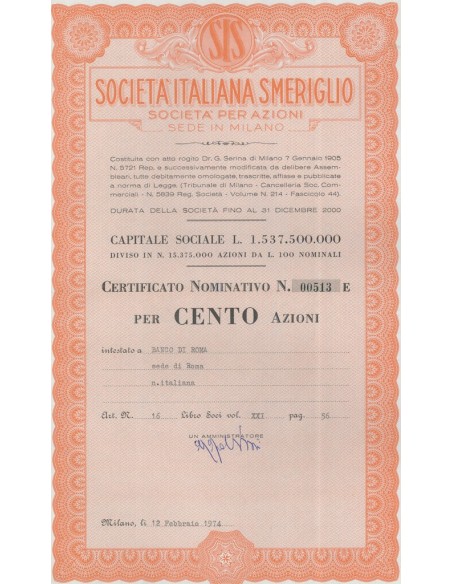 SIS
SOCIETA' ITALIANA SMERIGLIO
SOCIETA' PER AZIONI
SEDE IN MILANO
Costituita con atto rogito Dr. G. Serina di Milano 7 Gennaio 1905
N. 5721 Rep. e successivamente modificata da delibere Assem-
bleari, tutte debitamente omologate, trascritte, affisse e pubblicate
a norma di Legge. (Tribunale di Milano - Cancelleria Soc. Com-
merciali - N. 5839 Reg. Società - Volume N. 214 - Fascicolo 44).
DURATA DELLA SOCIETÀ FINO AL 31 DICEMBRE 2000
CAPITALE SOCIALE L. 1.537.500.000
DIVISO IN N. 15.375.000 AZIONI DA L. 100 NOMINALI
CERTIFICATO NOMINATIVO N. 00513 E
PER CENTO AZIONI
intestato a BANCO DI ROMA
sede di Roma
n.italiana
Art. N. 16 Libro Soci vol. XXI pag. 56
UN AMMINISTRATORE
Milano, li 12 Febbraio 1974